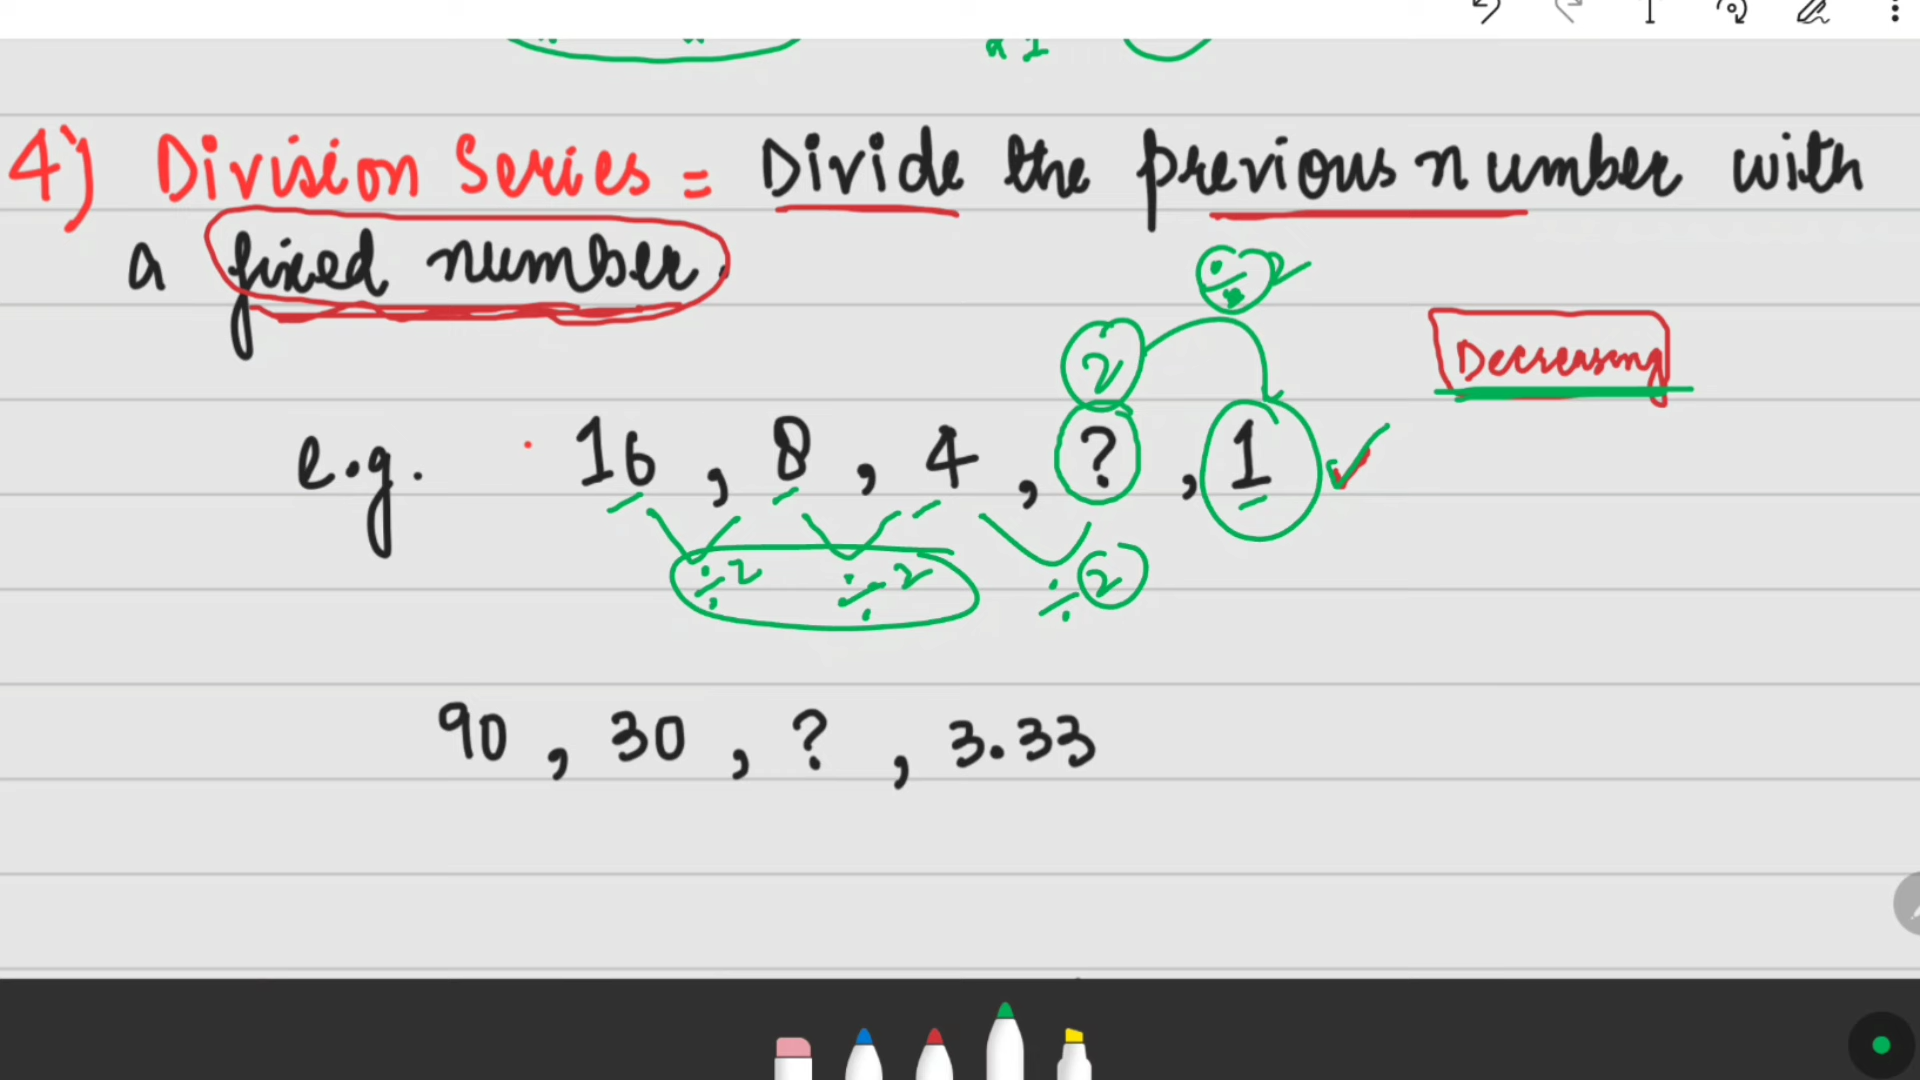 4) Division Series = Divide the previous number with
a fixed number.
÷2
2
Decreasing
e.g. 16, 8, 4, ?, 1
÷2 ÷2 ÷2
90, 30, ?, 3.33